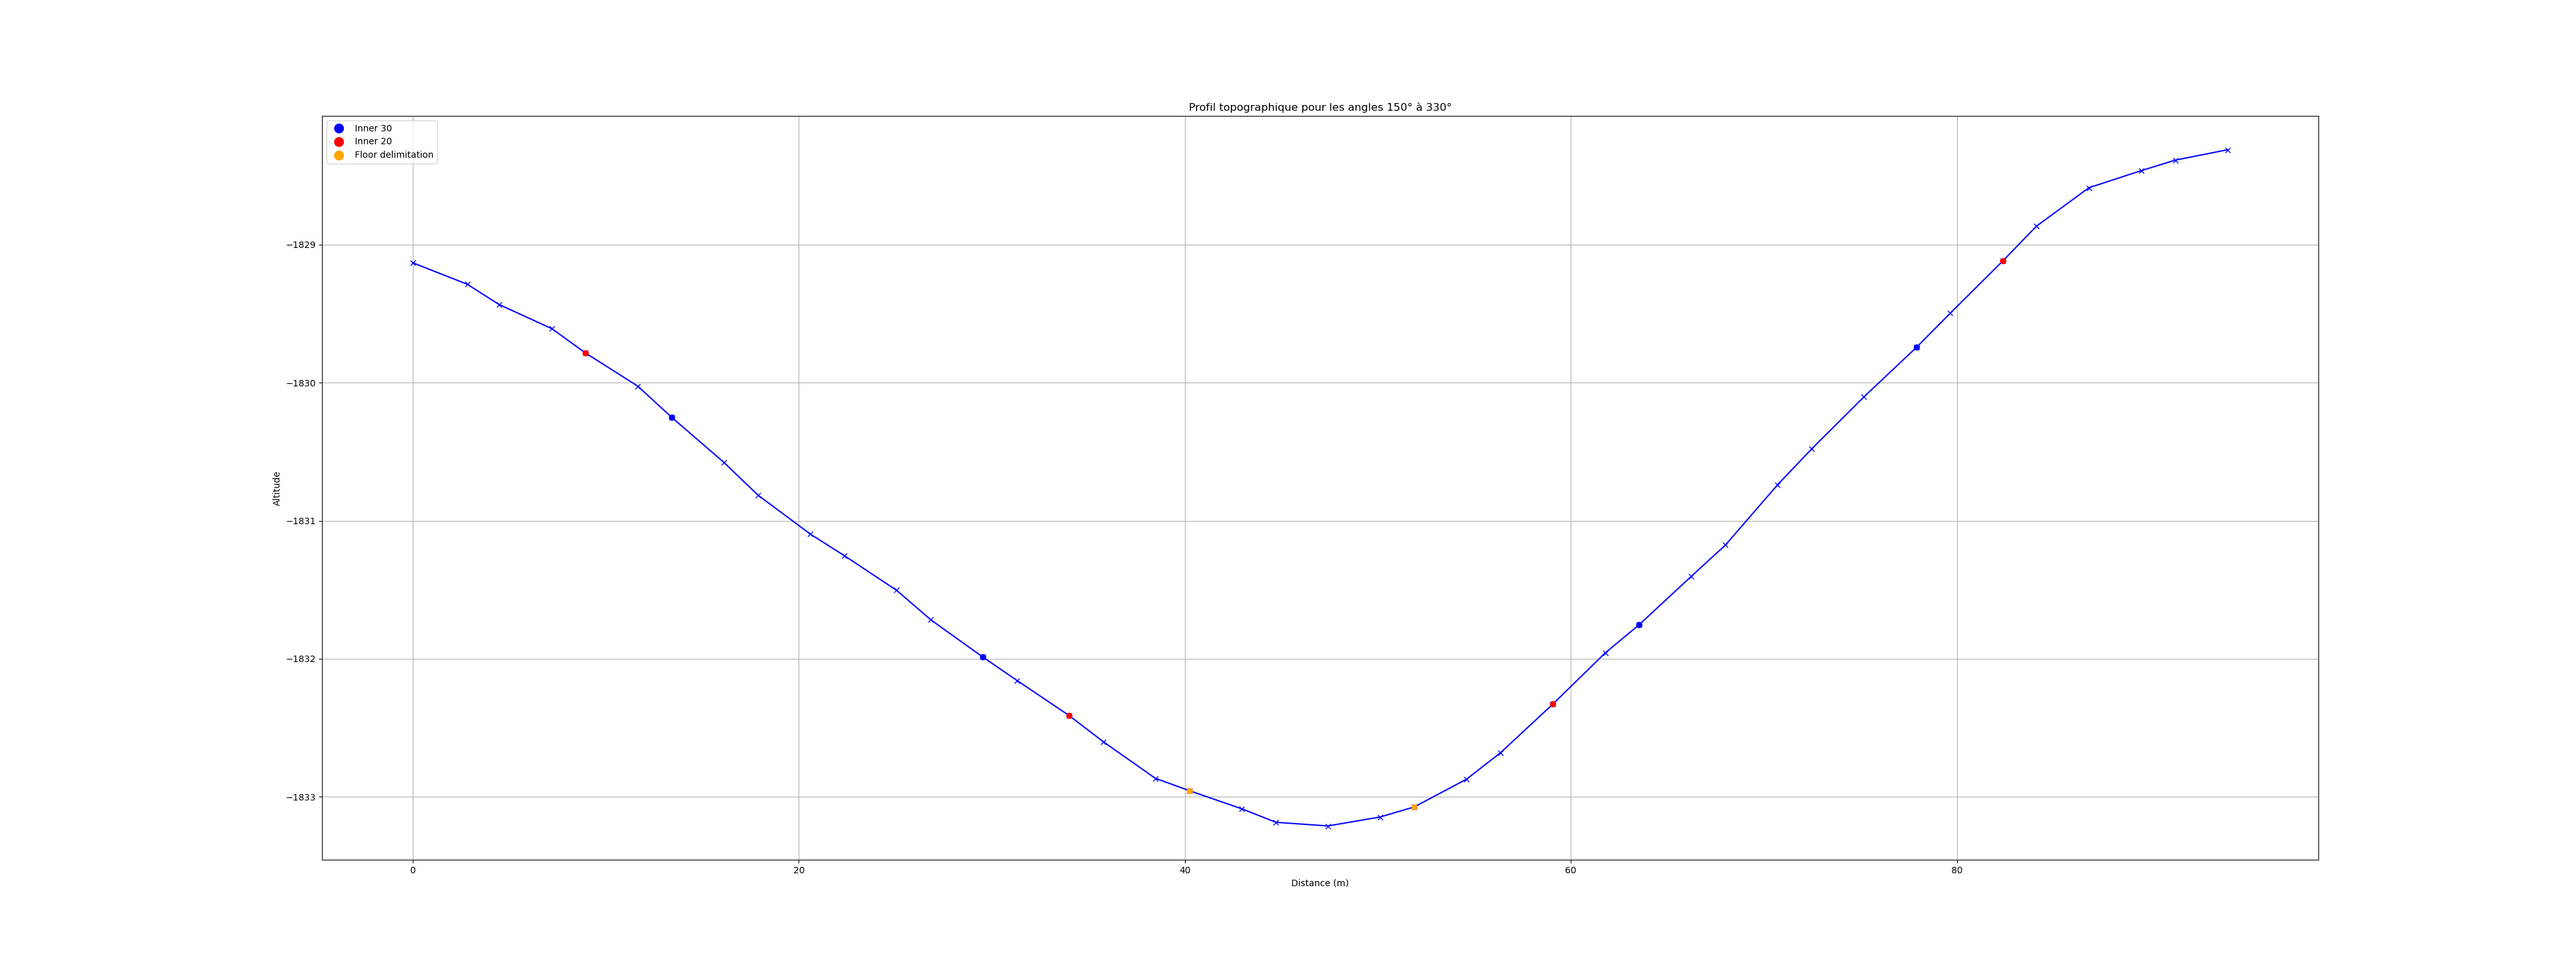 Profil topographique pour les angles 150° à 330°
Inner 30
Inner 20
Floor delimitation
Altitude
−1829
−1830
−1831
−1832
−1833
0
20
40
60
80
Distance (m)